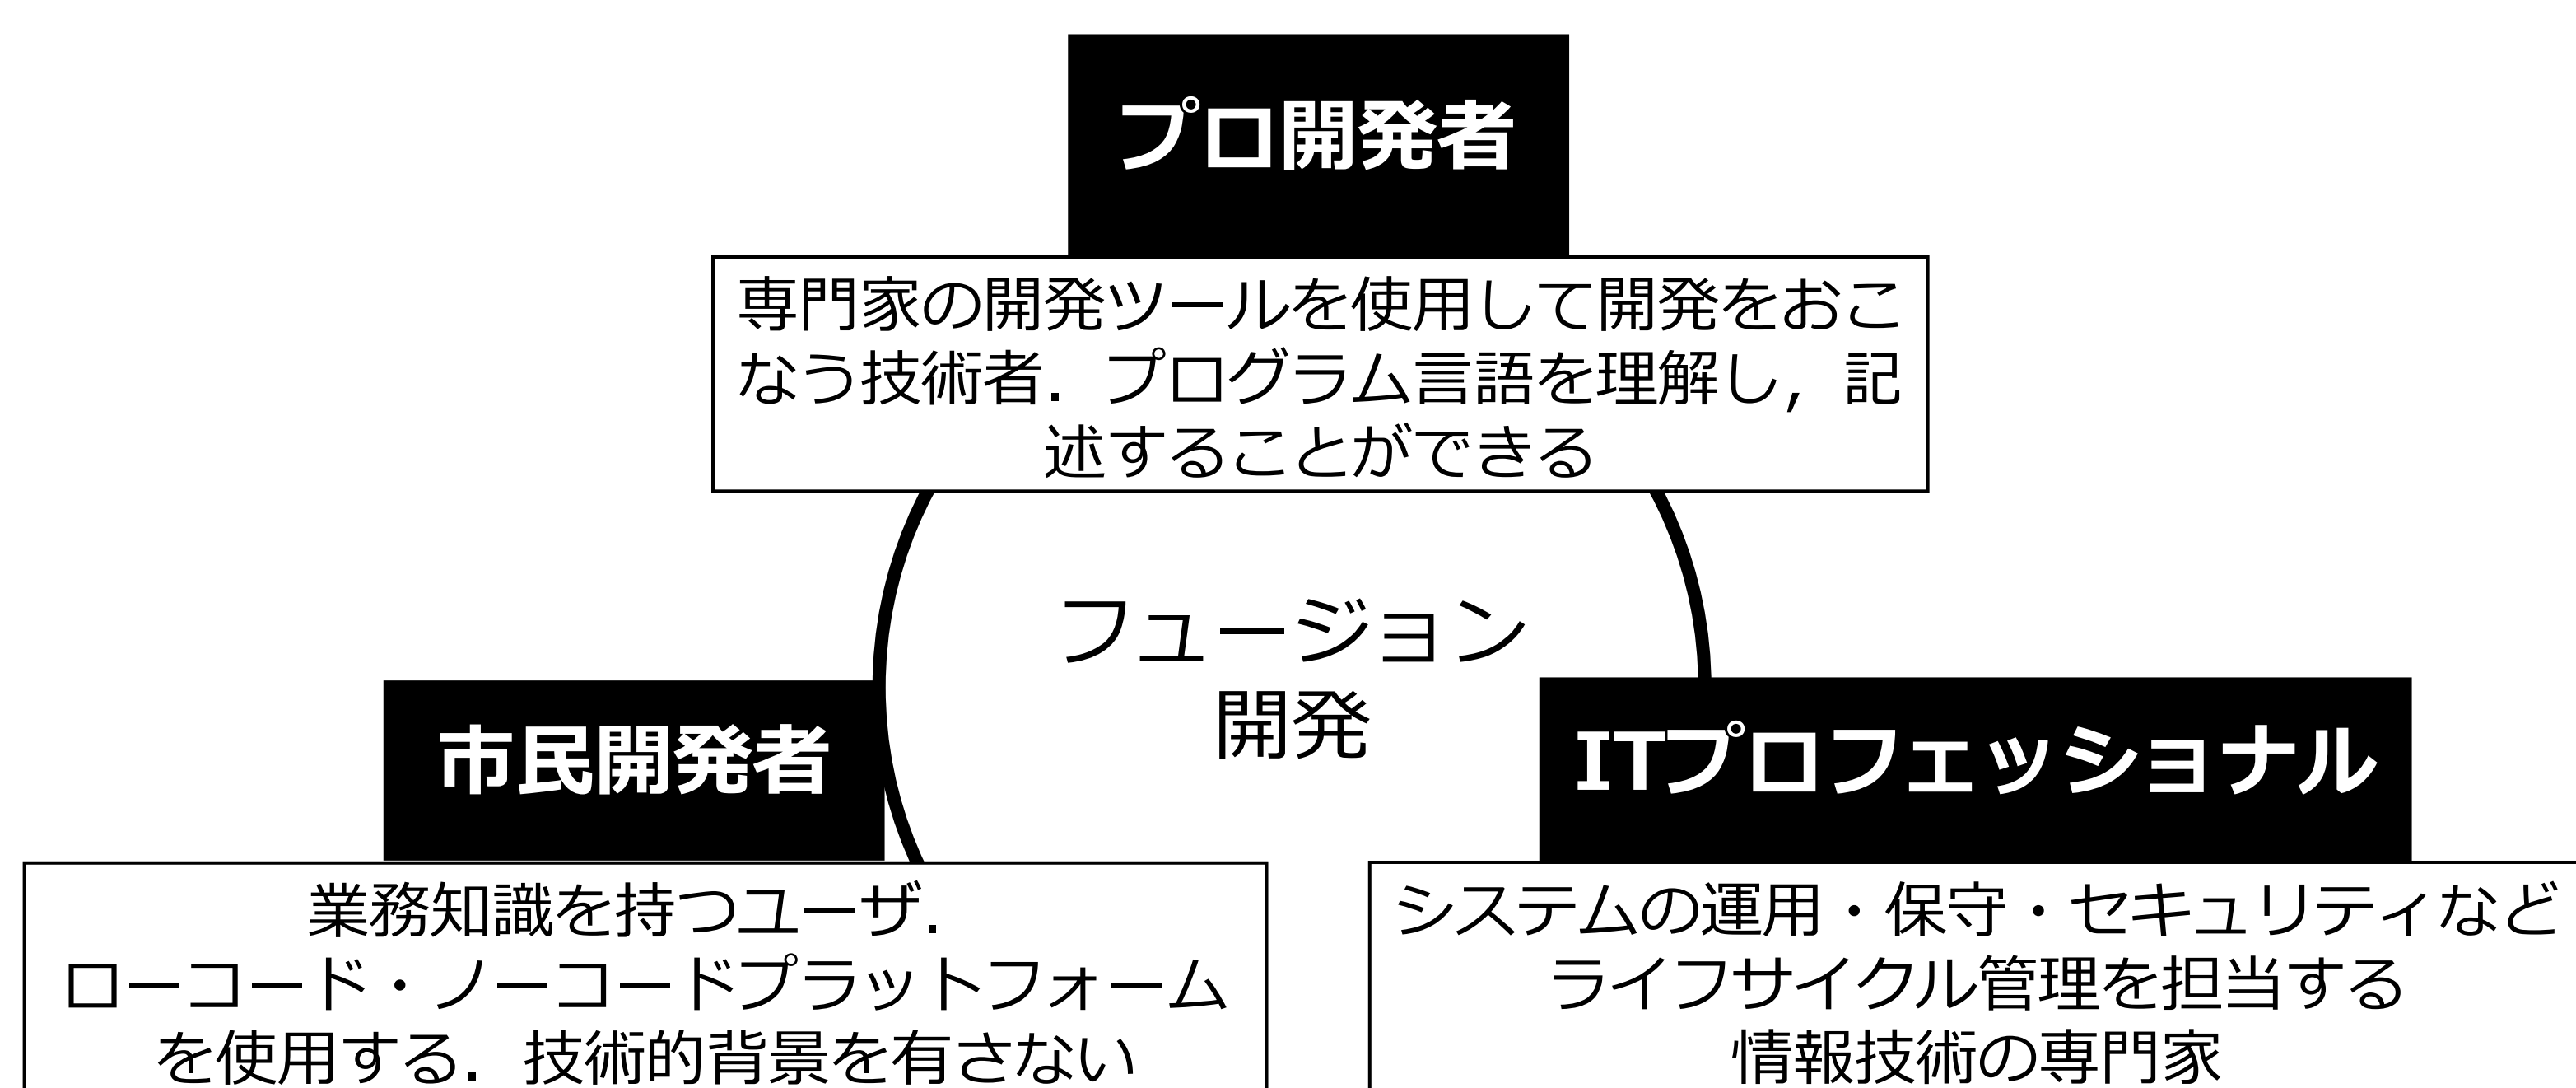 プロ開発者
専門家の開発ツールを使用して開発をおこ
なう技術者．プログラム言語を理解し，記
述することができる
フュージョン
開発
市民開発者
業務知識を持つユーザ．
ローコード・ノーコードプラットフォーム
を使用する．技術的背景を有さない
ITプロフェッショナル
システムの運用・保守・セキュリティなど
ライフサイクル管理を担当する
情報技術の専門家